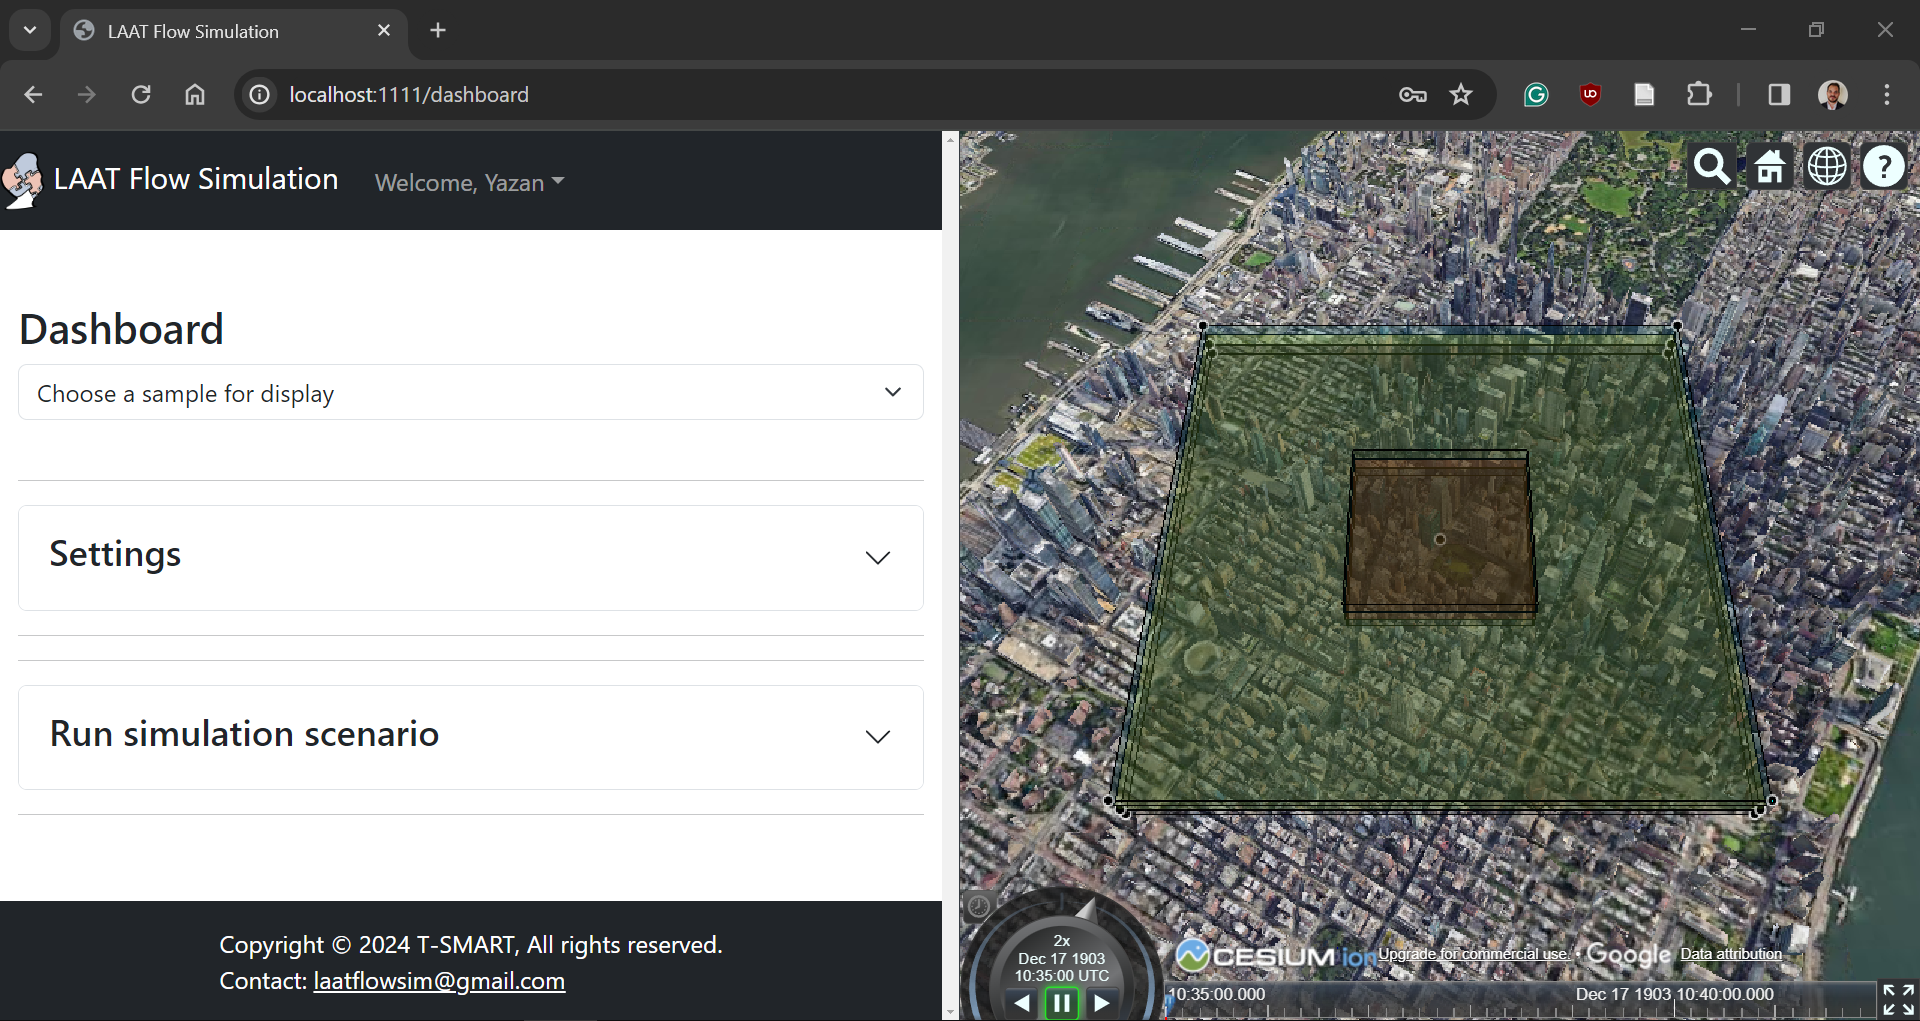 LAAT Flow Simulation
localhost:1111/dashboard
LAAT Flow Simulation
Welcome, Yazan
Dashboard
Choose a sample for display
Settings
Run simulation scenario
Copyright © 2024 T-SMART, All rights reserved.
Contact: laatflowsim@gmail.com
2x
Dec 17 1903
10:35:00 UTC
CESIUM ion Upgrade for commercial use. • Google Data attribution
10:35:00.000
Dec 17 1903 10:40:00.000